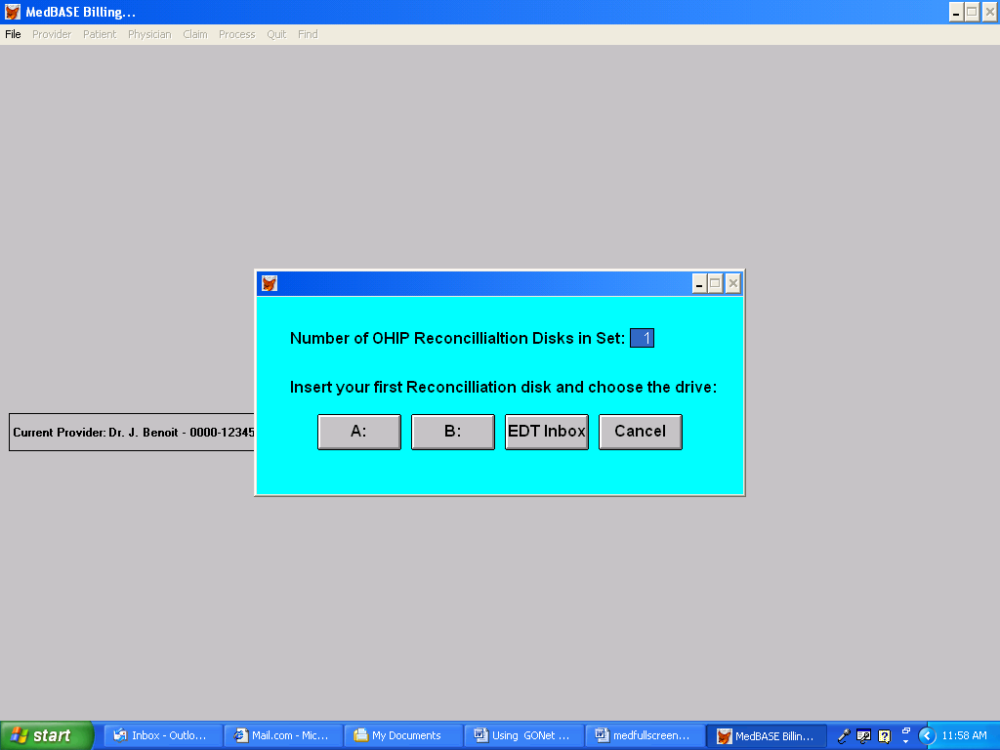 MedBASE Billing...
File Provider Patient Physician Claim Process Quit Find
Number of OHIP Reconcillialtion Disks in Set: 1
Insert your first Reconcilliation disk and choose the drive:
A: B: EDT Inbox Cancel
Current Provider: Dr. J. Benoit - 0000-12345
start Inbox - Outlo... Mail.com - Mic... My Documents Using GONet ... medfullscreen... MedBASE Billin... 11:58 AM